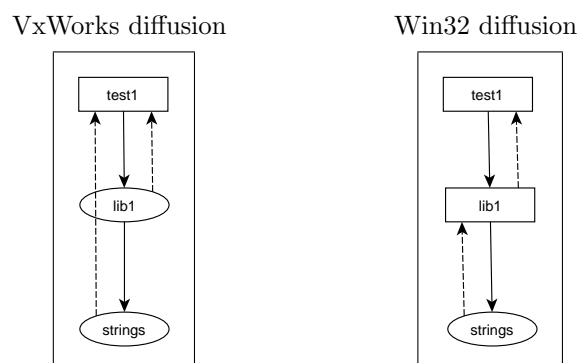 VxWorks diffusion
test1
lib1
strings
Win32 diffusion
test1
lib1
strings